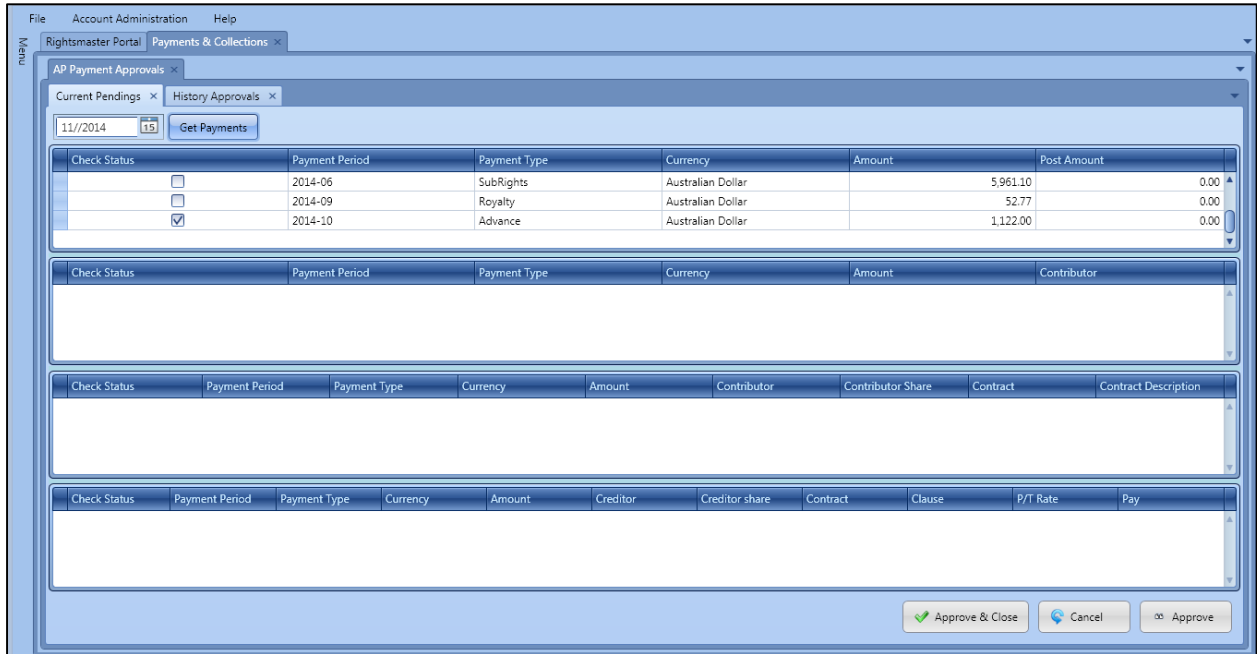 File Account Administration Help
Menu
Rightsmaster Portal Payments & Collections ×
AP Payment Approvals ×
Current Pendings × History Approvals ×
11//2014 15 Get Payments
Check Status Payment Period Payment Type Currency Amount Post Amount
2014-06 SubRights Australian Dollar 5,961.10 0.00
2014-09 Royalty Australian Dollar 52.77 0.00
2014-10 Advance Australian Dollar 1,122.00 0.00
Check Status Payment Period Payment Type Currency Amount Contributor
Check Status Payment Period Payment Type Currency Amount Contributor Contributor Share Contract Contract Description
Check Status Payment Period Payment Type Currency Amount Creditor Creditor share Contract Clause P/T Rate Pay
Approve & Close Cancel Approve